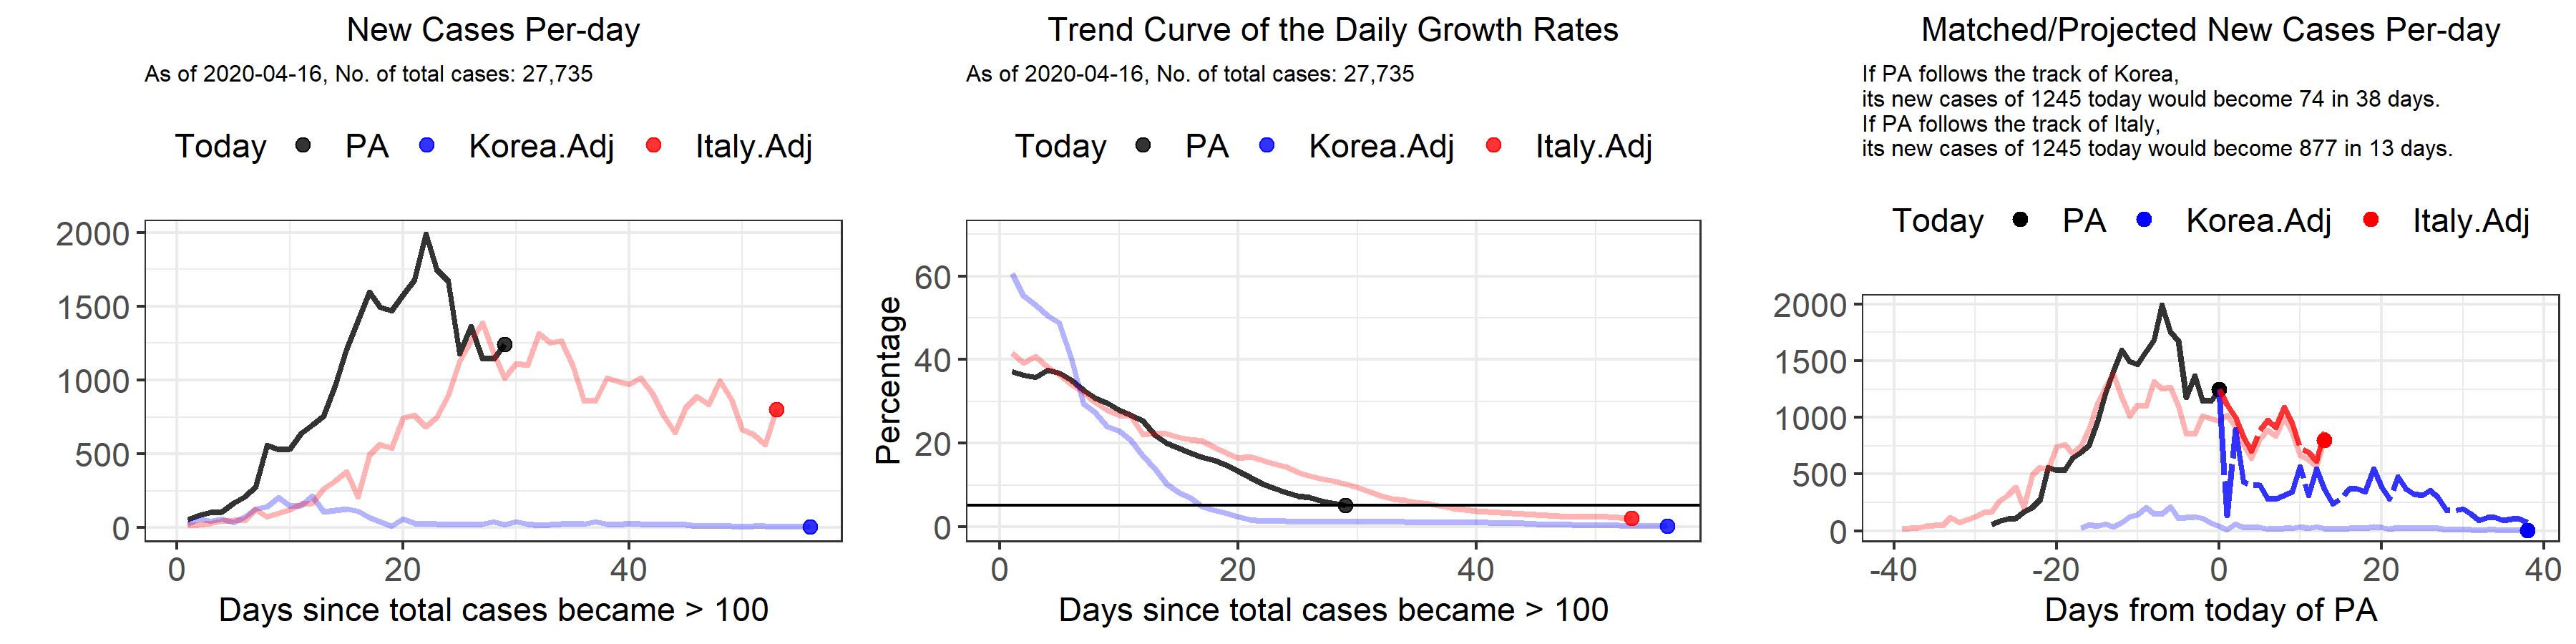 New Cases Per-day
As of 2020-04-16, No. of total cases: 27,735
Today PA Korea.Adj Italy.Adj
2000
1500
1000
500
0
0 20 40
Days since total cases became > 100
Trend Curve of the Daily Growth Rates
As of 2020-04-16, No. of total cases: 27,735
Today PA Korea.Adj Italy.Adj
Percentage
60
40
20
0
0 20 40
Days since total cases became > 100
Matched/Projected New Cases Per-day
If PA follows the track of Korea,
its new cases of 1245 today would become 74 in 38 days.
If PA follows the track of Italy,
its new cases of 1245 today would become 877 in 13 days.
Today PA Korea.Adj Italy.Adj
2000
1500
1000
500
0
-40 -20 0 20 40
Days from today of PA